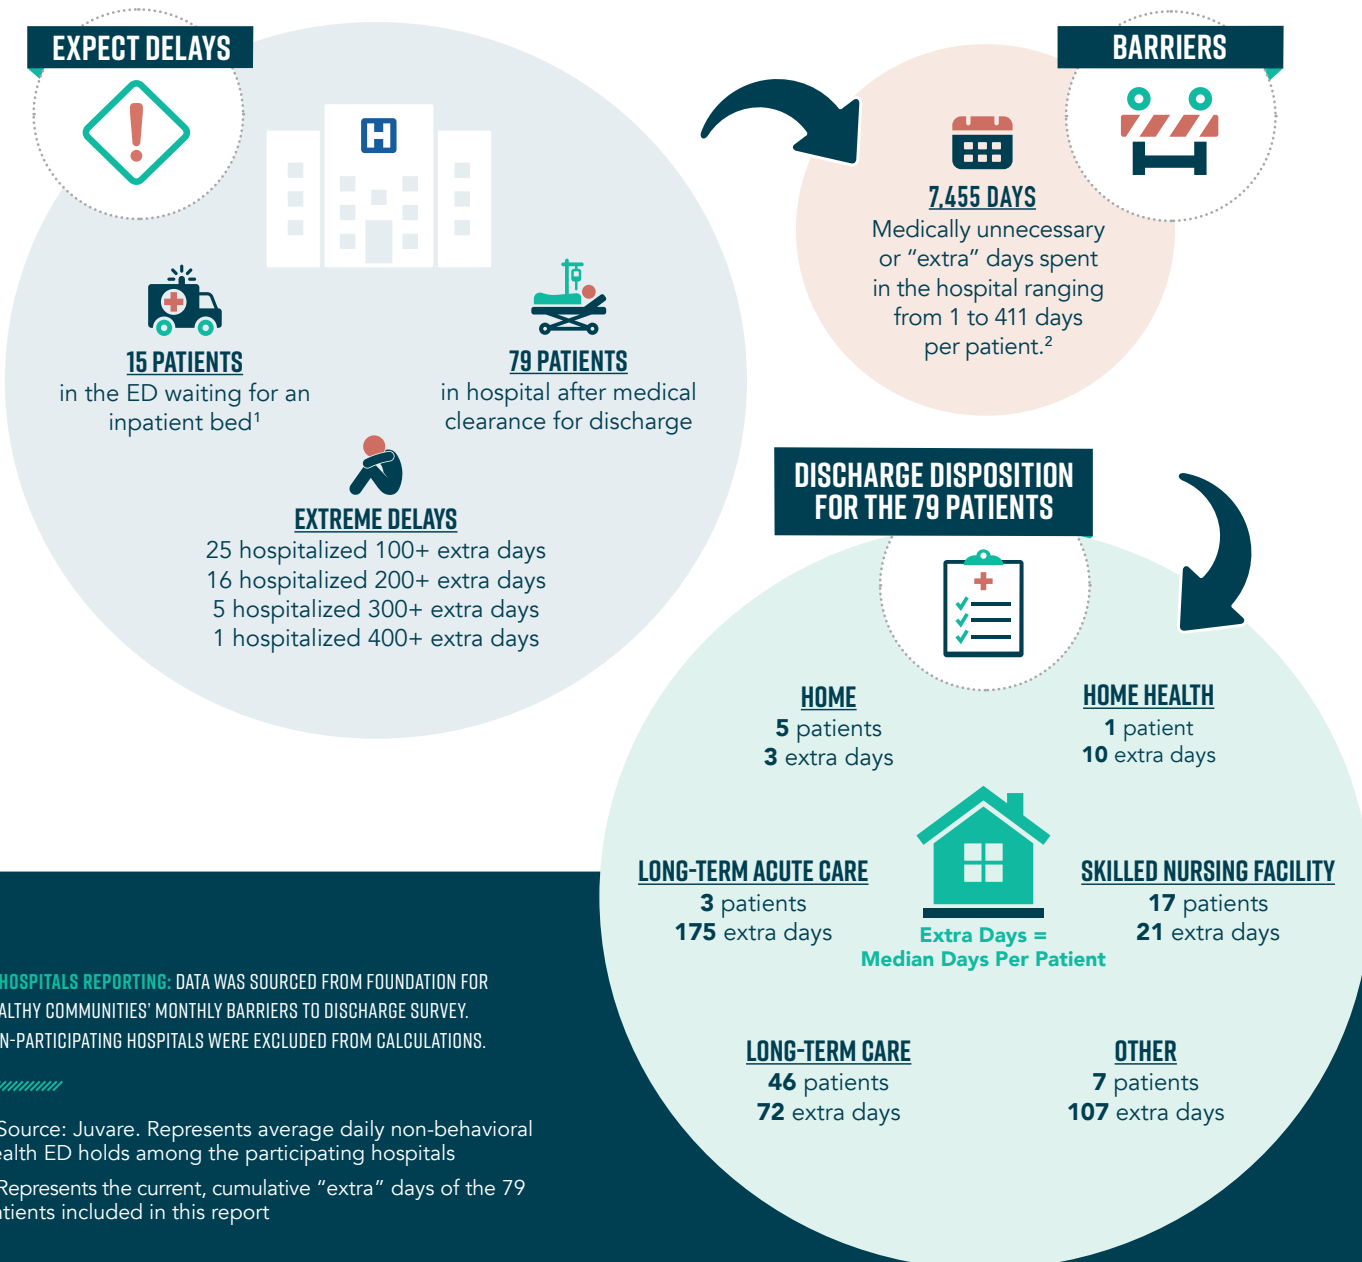 EXPECT DELAYS
H
15 PATIENTS
in the ED waiting for an
inpatient bed¹
79 PATIENTS
in hospital after medical
clearance for discharge
EXTREME DELAYS
25 hospitalized 100+ extra days
16 hospitalized 200+ extra days
5 hospitalized 300+ extra days
1 hospitalized 400+ extra days
BARRIERS
7,455 DAYS
Medically unnecessary
or “extra” days spent
in the hospital ranging
from 1 to 411 days
per patient.²
DISCHARGE DISPOSITION
FOR THE 79 PATIENTS
HOME
5 patients
3 extra days
HOME HEALTH
1 patient
10 extra days
LONG-TERM ACUTE CARE
3 patients
175 extra days
Extra Days =
Median Days Per Patient
SKILLED NURSING FACILITY
17 patients
21 extra days
LONG-TERM CARE
46 patients
72 extra days
OTHER
7 patients
107 extra days
HOSPITALS REPORTING: DATA WAS SOURCED FROM FOUNDATION FOR
ALTHY COMMUNITIES’ MONTHLY BARRIERS TO DISCHARGE SURVEY.
N-PARTICIPATING HOSPITALS WERE EXCLUDED FROM CALCULATIONS.
Source: Juvare. Represents average daily non-behavioral
ealth ED holds among the participating hospitals
Represents the current, cumulative “extra” days of the 79
atients included in this report